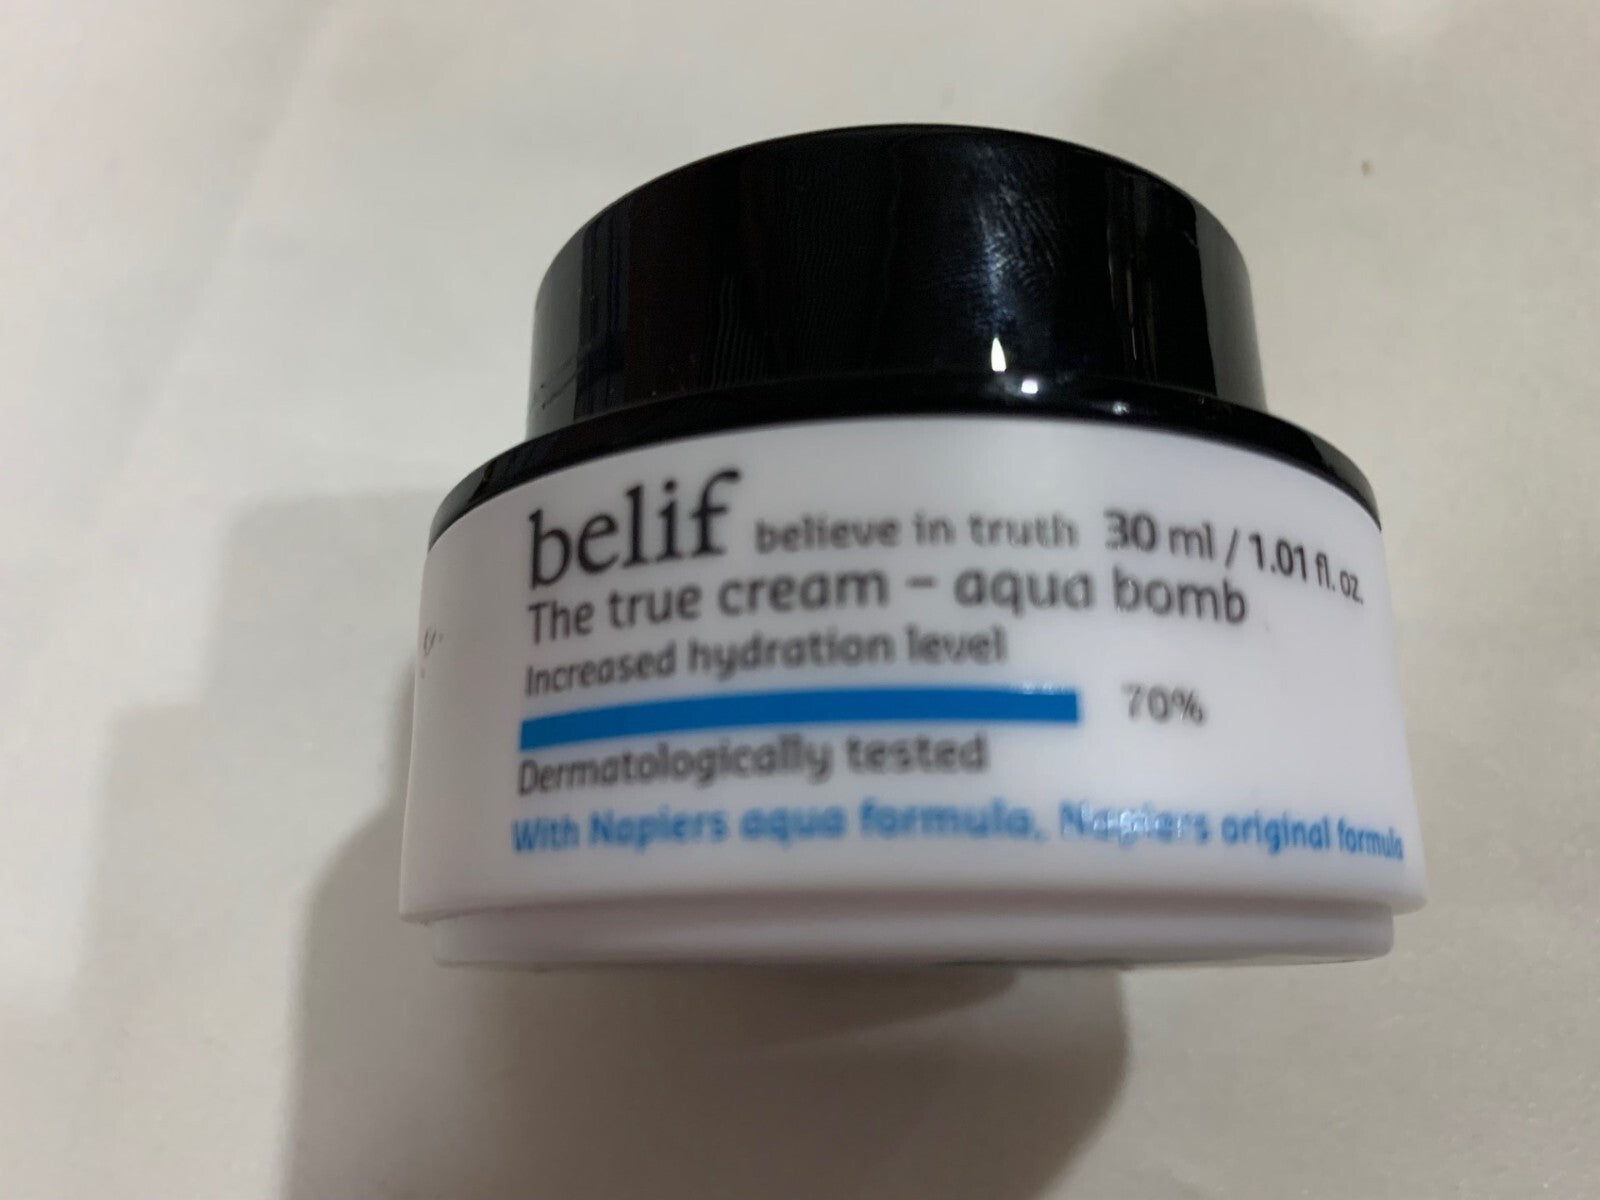 belif believe in truth 30 ml / 1.01 fl. oz.
The true cream – aqua bomb
Increased hydration level
70%
Dermatologically tested
With Napiers aqua formula, Napiers original formula